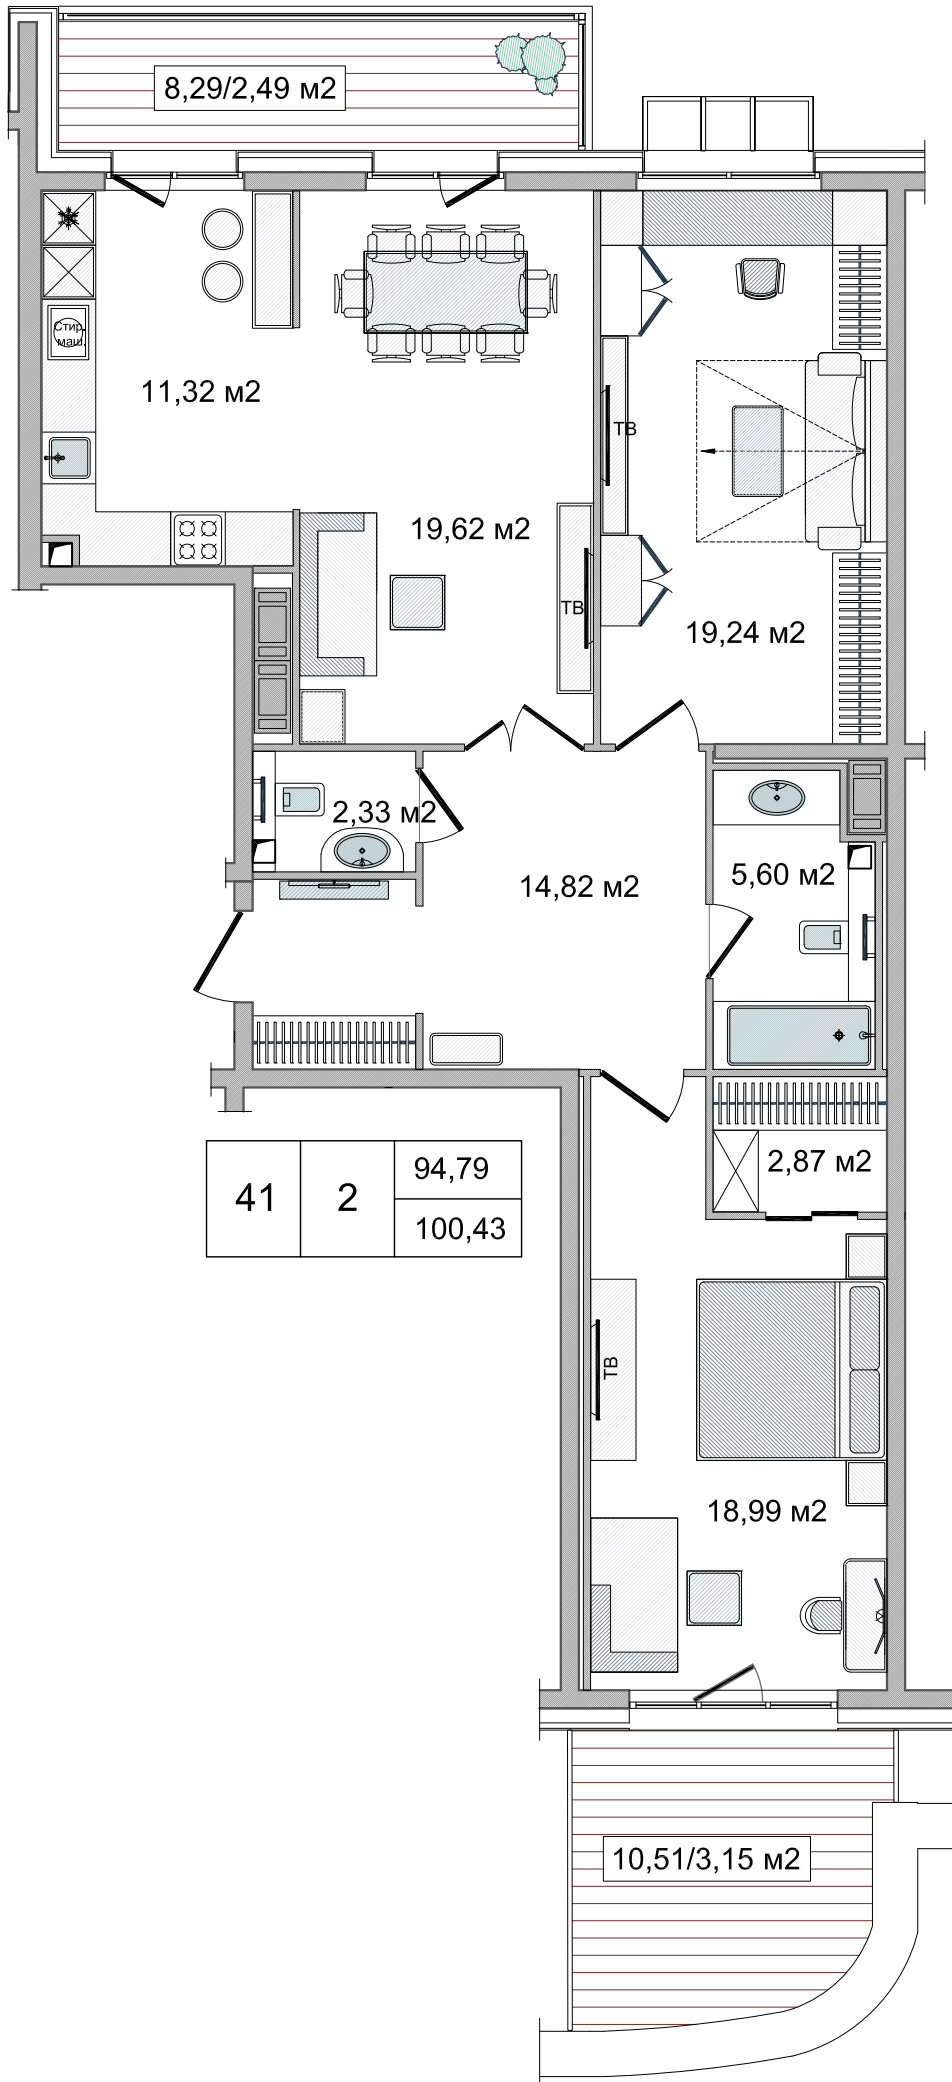 8,29/2,49 м2
Стир.
маш.
11,32 м2
ТВ
19,62 м2
ТВ
19,24 м2
2,33 м2
14,82 м2
5,60 м2
41
2
94,79
100,43
2,87 м2
ТВ
18,99 м2
10,51/3,15 м2